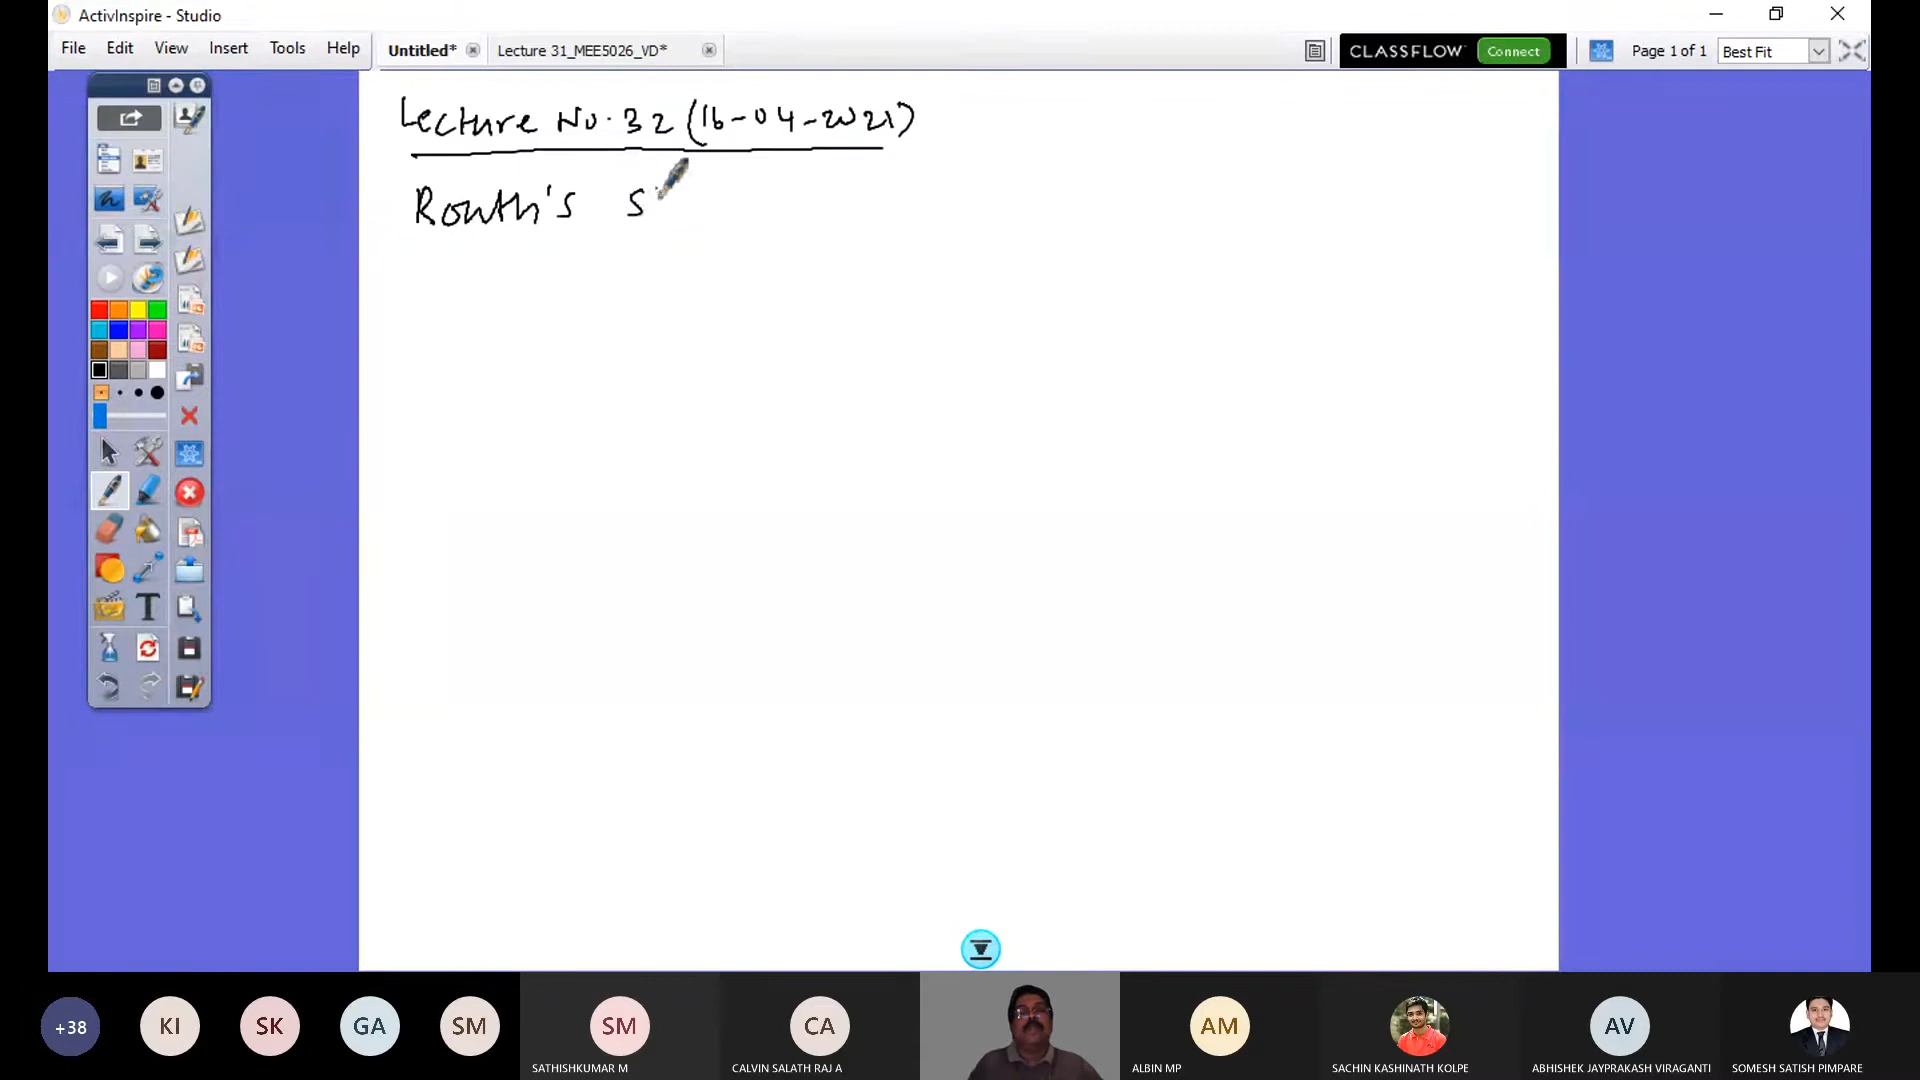 ActivInspire - Studio
File Edit View Insert Tools Help
Untitled* Lecture 31_MEE5026_VD*
CLASSFLOW Connect
Page 1 of 1 Best Fit
Lecture No. 32 (16-04-2021)
Routh's S
T
+38 KI SK GA SM SM CA AM AV
SATHISHKUMAR M CALVIN SALATH RAJ A ALBIN MP SACHIN KASHINATH KOLPE ABHISHEK JAYPRAKASH VIRAGANTI SOMESH SATISH PIMPARE